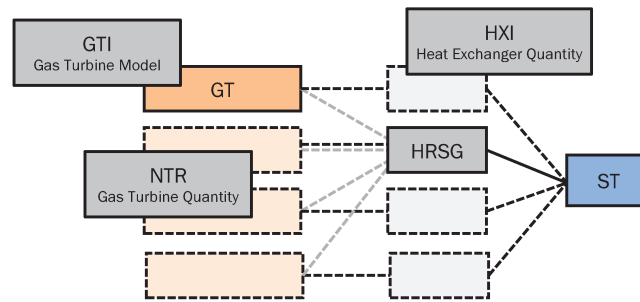 GTI
Gas Turbine Model
HXI
Heat Exchanger Quantity
GT
HRSG
NTR
Gas Turbine Quantity
ST